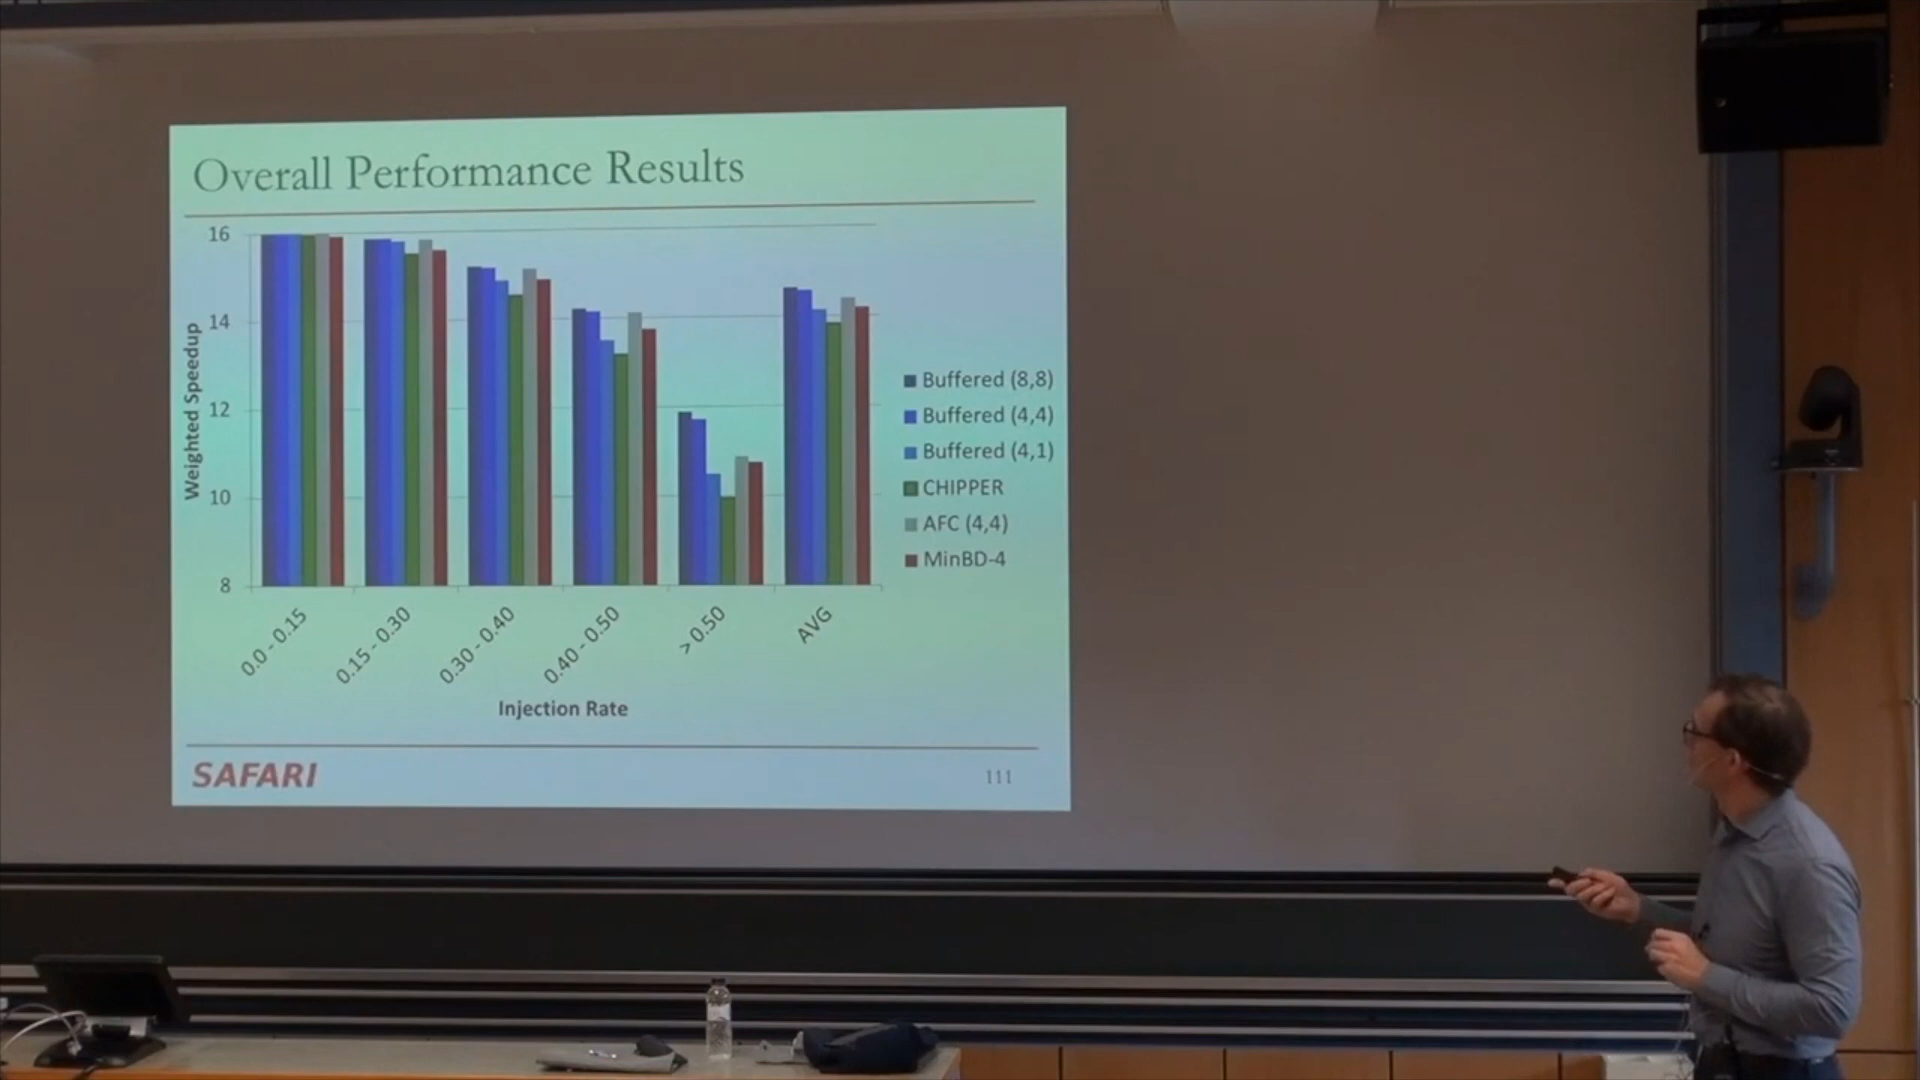 Overall Performance Results
16
14
12
10
8
Weighted Speedup
0.0 - 0.15
0.15 - 0.30
0.30 - 0.40
0.40 - 0.50
> 0.50
AVG
Injection Rate
Buffered (8,8)
Buffered (4,4)
Buffered (4,1)
CHIPPER
AFC (4,4)
MinBD-4
SAFARI
111